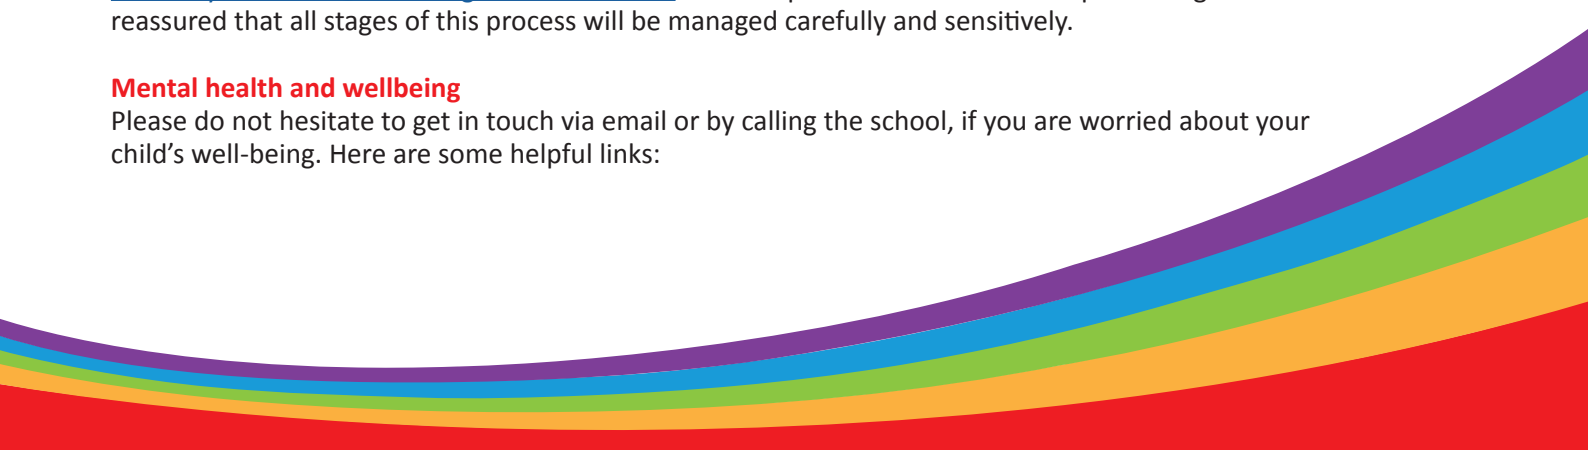 reassured that all stages of this process will be managed carefully and sensitively.
Mental health and wellbeing
Please do not hesitate to get in touch via email or by calling the school, if you are worried about your
child’s well-being. Here are some helpful links: